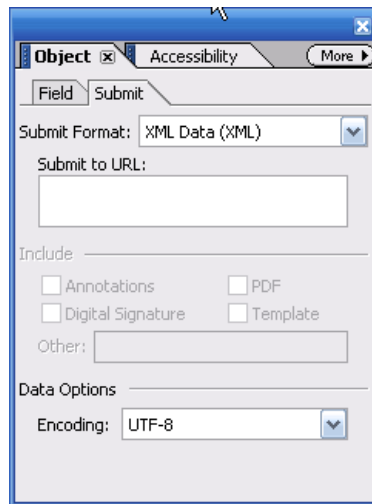 Object Accessibility More
Field Submit
Submit Format: XML Data (XML)
Submit to URL:
Include
Annotations PDF
Digital Signature Template
Other:
Data Options
Encoding: UTF-8